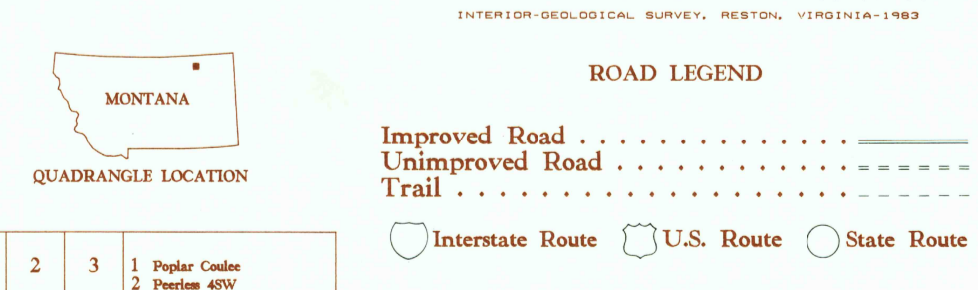 INTERIOR-GEOLOGICAL SURVEY, RESTON, VIRGINIA-1983
MONTANA
QUADRANGLE LOCATION
ROAD LEGEND
Improved Road . . . . . . . . . . . . . .
Unimproved Road . . . . . . . . . . . .
Trail . . . . . . . . . . . . . . . . . . . .
Interstate Route
U.S. Route
State Route
2 3
1 Poplar Coulee
2 Peerless 4SW